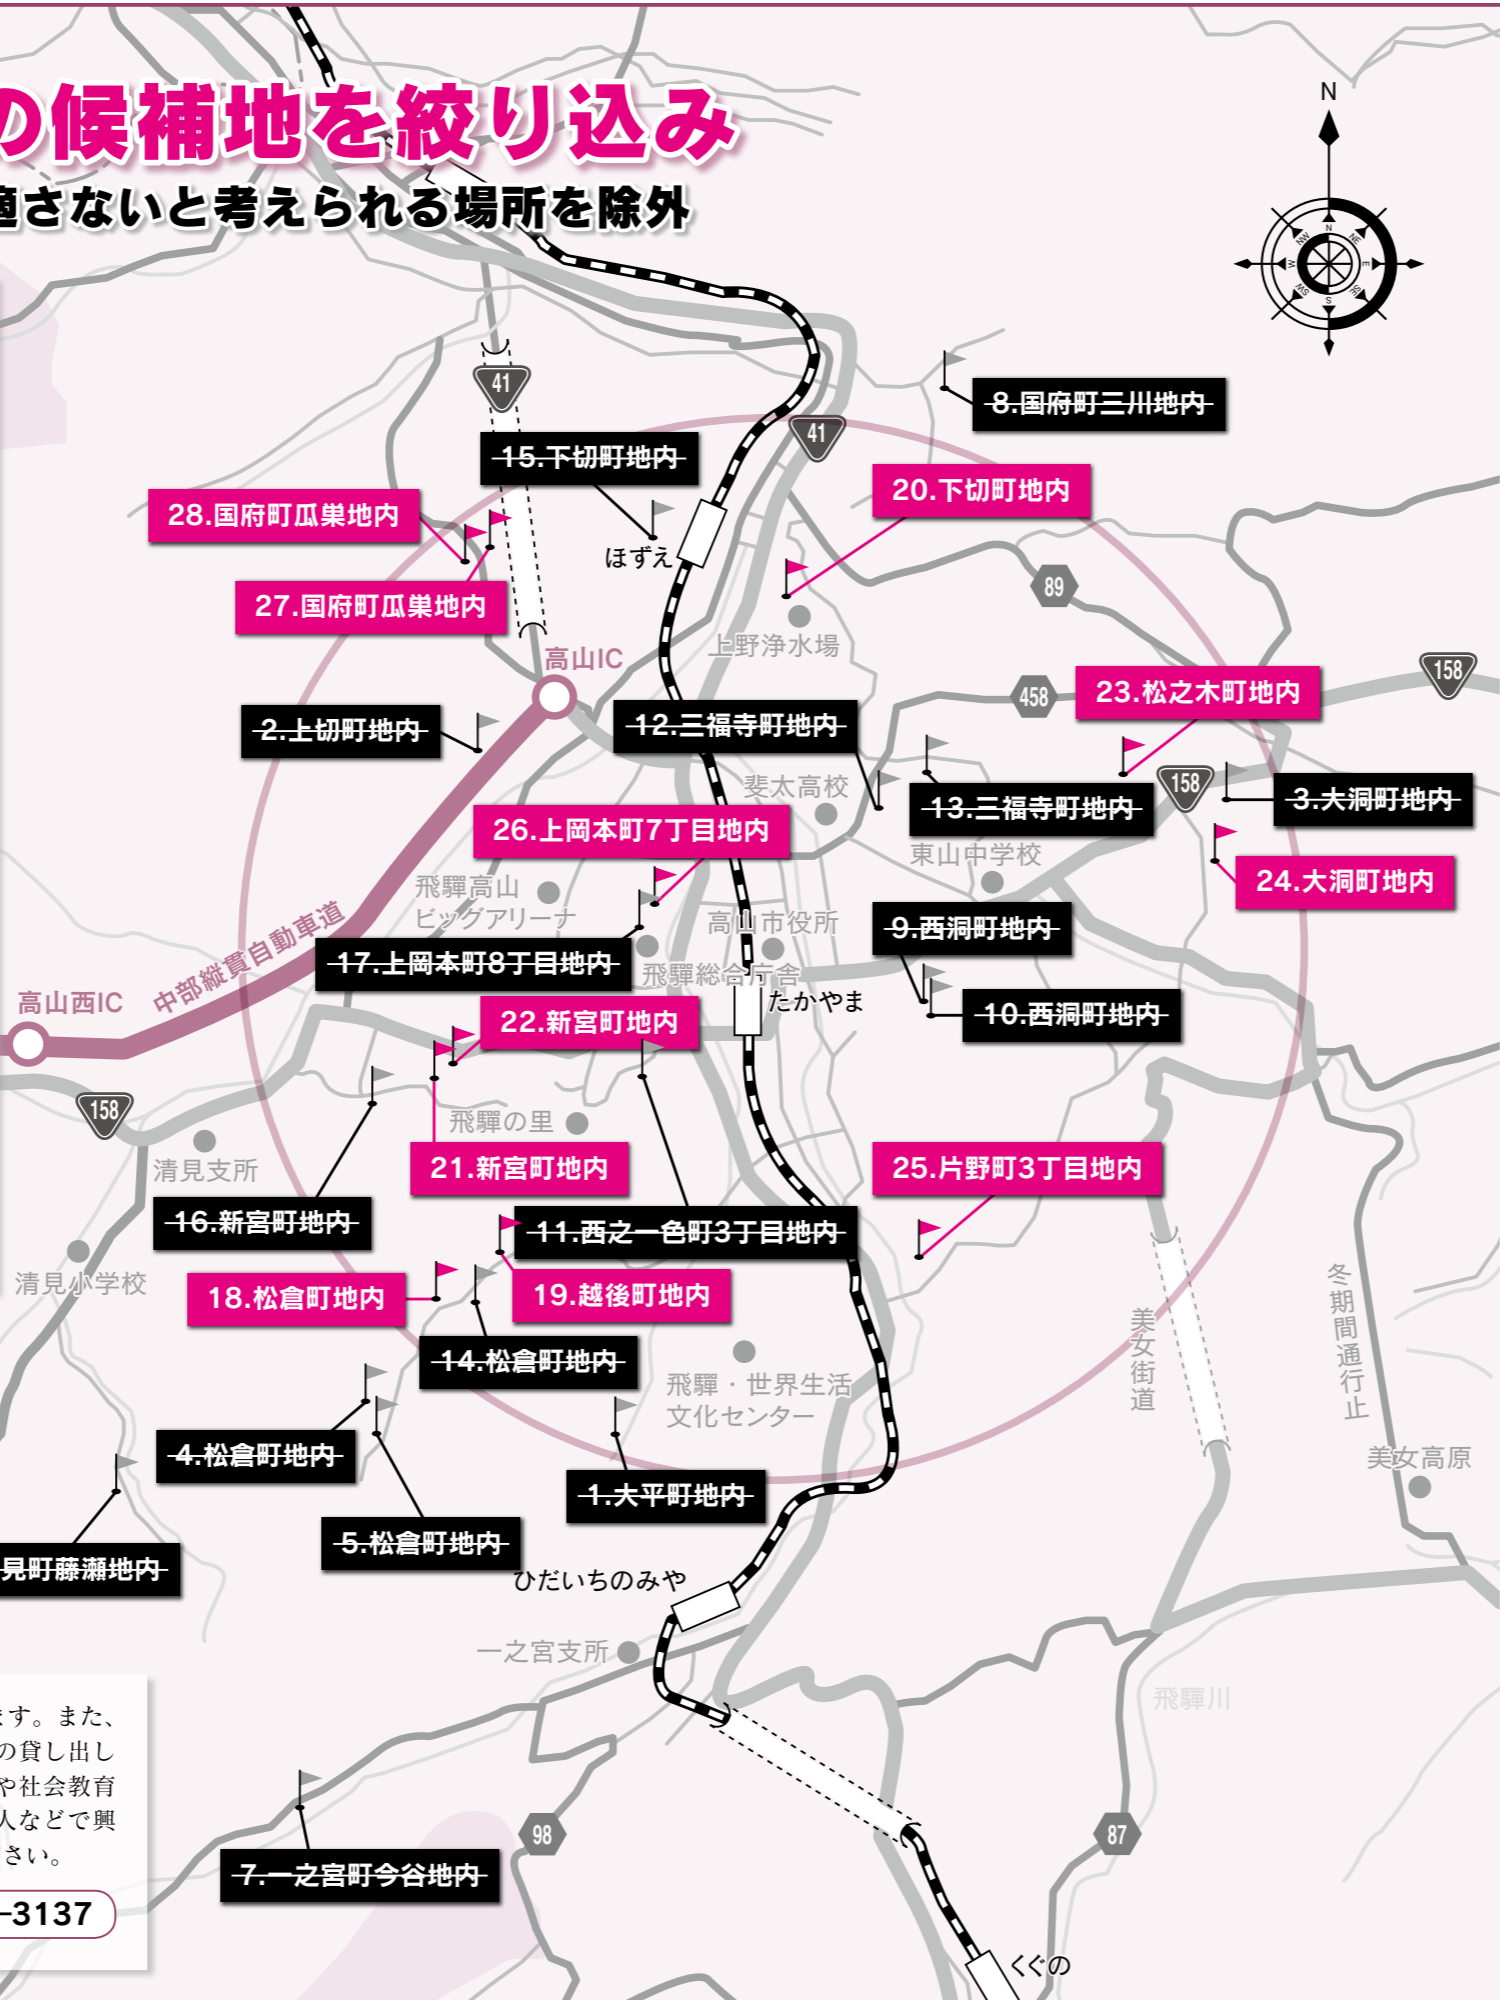 の候補地を絞り込み
適さないと考えられる場所を除外
N
N
NE
E
SE
S
SW
W
NW
41
8.国府町三川地内
41
15.下切町地内
20.下切町地内
28.国府町瓜巣地内
ほずえ
27.国府町瓜巣地内
89
上野浄水場
高山IC
158
458
23.松之木町地内
2.上切町地内
12.三福寺町地内
斐太高校
158
3.大洞町地内
13.三福寺町地内
26.上岡本町7丁目地内
東山中学校
24.大洞町地内
飛驒高山
ビッグアリーナ
高山市役所
9.西洞町地内
中部縦貫自動車道
17.上岡本町8丁目地内
飛驒総合庁舎
高山西IC
たかやま
10.西洞町地内
22.新宮町地内
158
飛驒の里
清見支所
21.新宮町地内
25.片野町3丁目地内
16.新宮町地内
11.西之一色町3丁目地内
清見小学校
18.松倉町地内
19.越後町地内
冬期間通行止
美女街道
14.松倉町地内
飛驒・世界生活
文化センター
4.松倉町地内
美女高原
1.大平町地内
5.松倉町地内
見町藤瀬地内
ひだいちのみや
一之宮支所
飛驒川
ます。また、
の貸し出し
や社会教育
人などで興
さい。
98
87
7.一之宮町今谷地内
−3137
くぐの